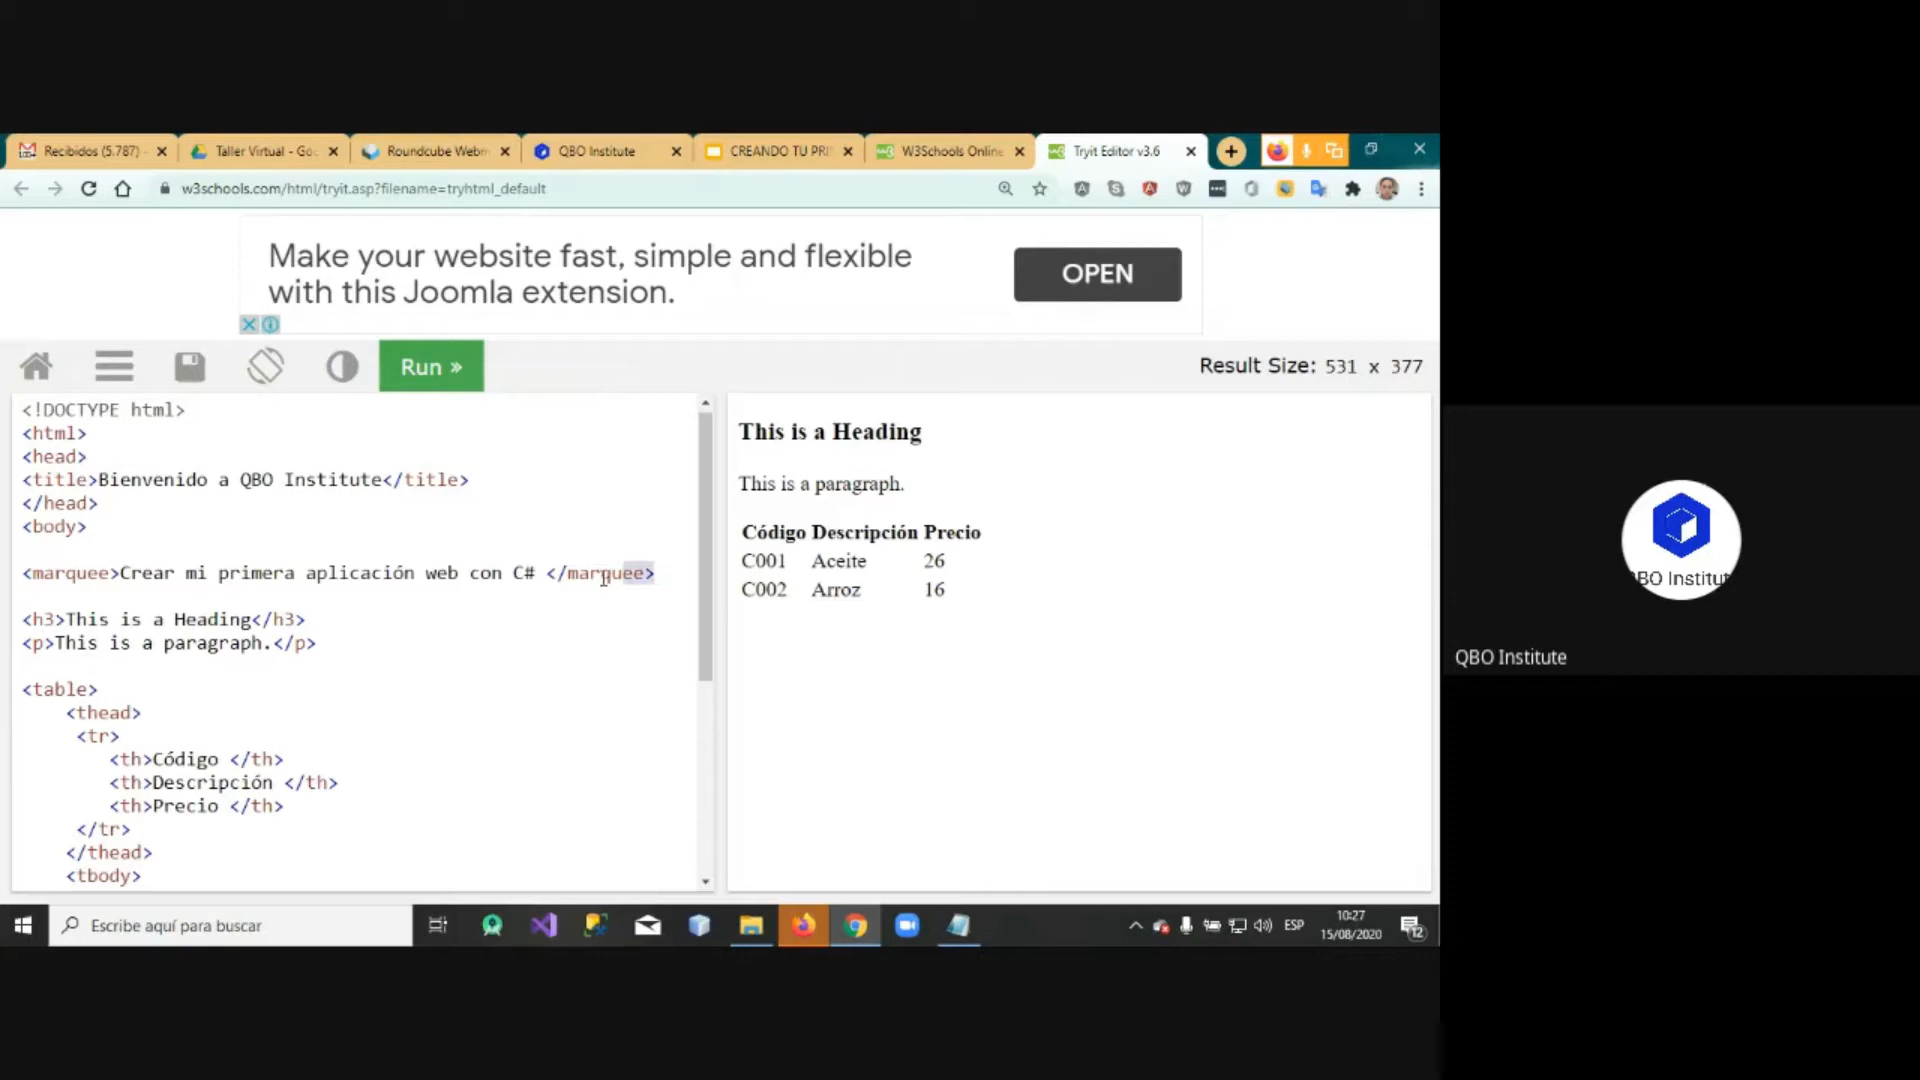 Recibidos (5.787)
Taller Virtual - Goo
Roundcube Webm
QBO Institute
CREANDO TU PRI
W3Schools Online
Tryit Editor v3.6
w3schools.com/html/tryit.asp?filename=tryhtml_default
Make your website fast, simple and flexible
with this Joomla extension.
OPEN
Run »
Result Size: 531 x 377
<!DOCTYPE html>
<html>
<head>
<title>Bienvenido a QBO Institute</title>
</head>
<body>
<marquee>Crear mi primera aplicación web con C# </marquee>
<h3>This is a Heading</h3>
<p>This is a paragraph.</p>
<table>
<thead>
<tr>
<th>Código </th>
<th>Descripción </th>
<th>Precio </th>
</tr>
</thead>
<tbody>
This is a Heading
This is a paragraph.
Código Descripción Precio
C001 Aceite 26
C002 Arroz 16
BO Institut
QBO Institute
Escribe aquí para buscar
ESP
10:27
15/08/2020
12